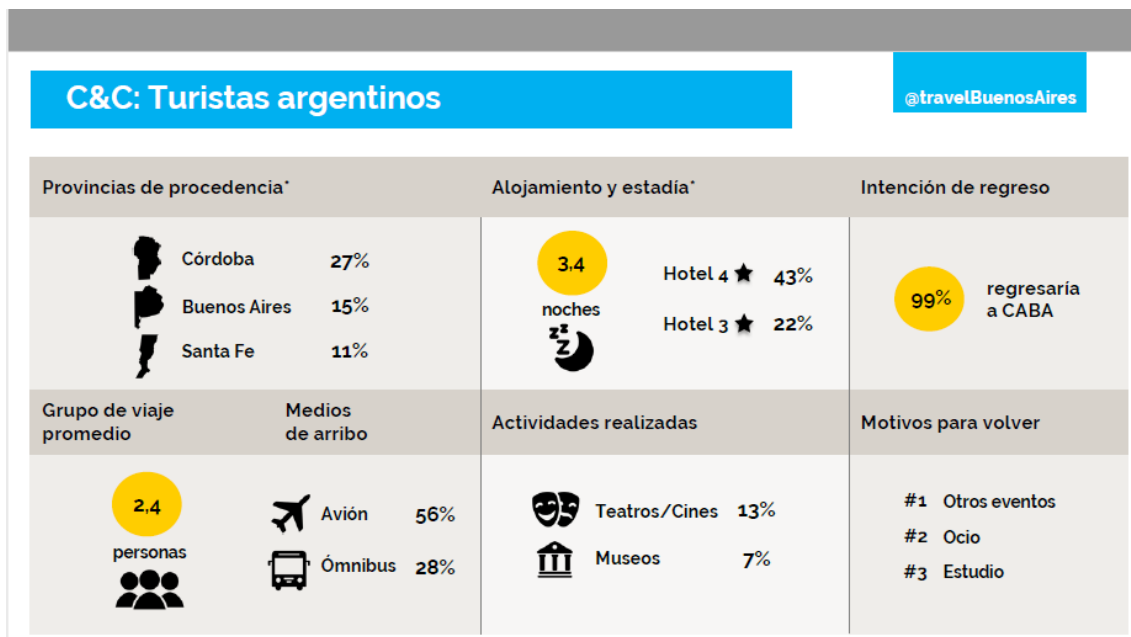 C&C: Turistas argentinos
@travelBuenosAires
Provincias de procedencia*
Córdoba 27%
Buenos Aires 15%
Santa Fe 11%
Alojamiento y estadía*
3,4
noches
zzZ
Hotel 4 ★ 43%
Hotel 3 ★ 22%
Intención de regreso
99%
regresaría
a CABA
Grupo de viaje
promedio
2,4
personas
Medios
de arribo
Avión 56%
Ómnibus 28%
Actividades realizadas
Teatros/Cines 13%
Museos 7%
Motivos para volver
#1 Otros eventos
#2 Ocio
#3 Estudio